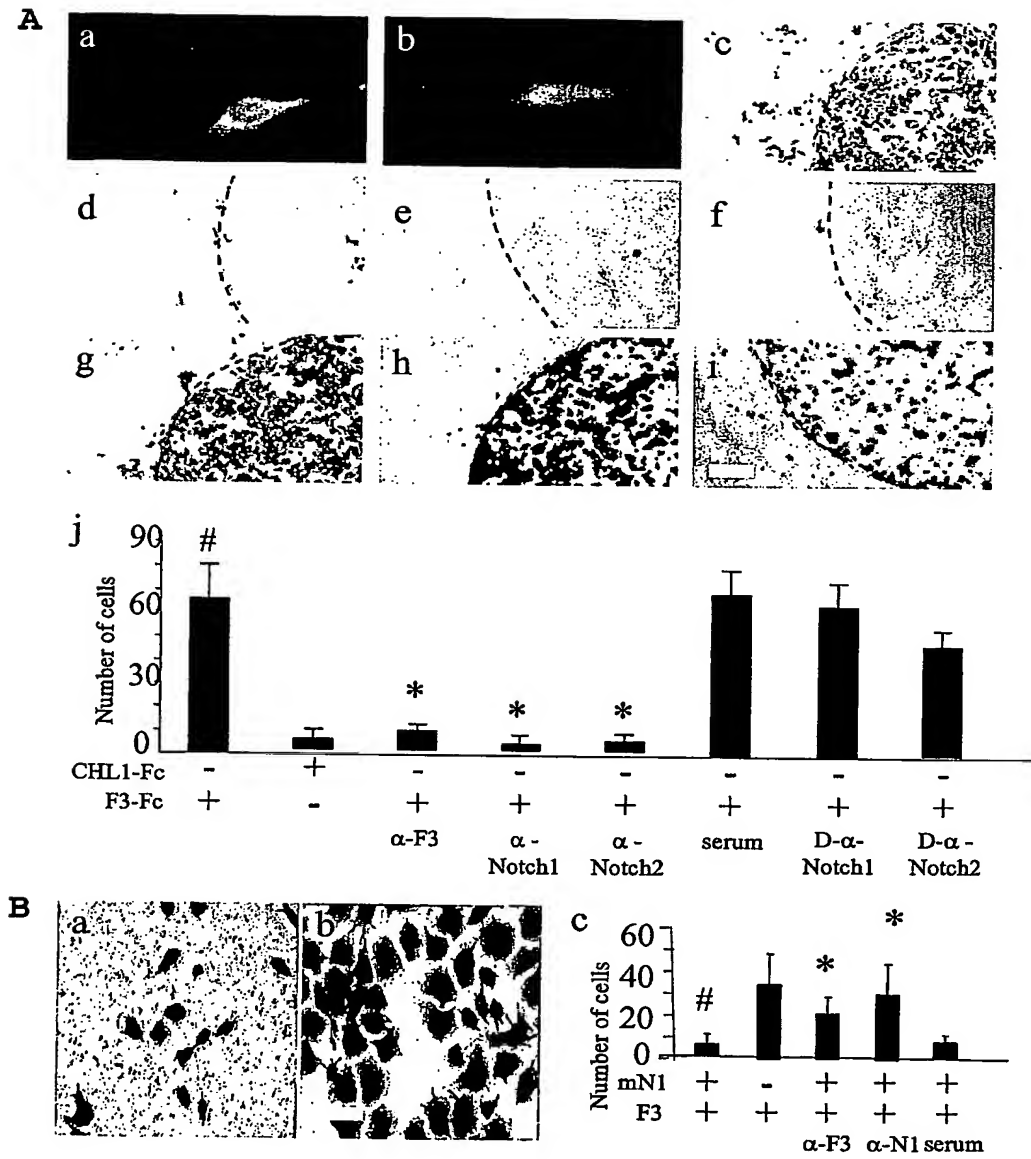 A
a
b
c
d
e
f
g
h
i
j
90
#
60
30
0
Number of cells
*
*
*
CHL1-Fc - + - - - - - -
F3-Fc + - + + + + + +
α-F3 α - Notch1 α - Notch2 serum D-α- Notch1 D-α - Notch2
B
a
b
c
60
40
20
0
Number of cells
#
*
*
mN1 + - + + +
F3 + + + + +
α-F3 α-N1 serum